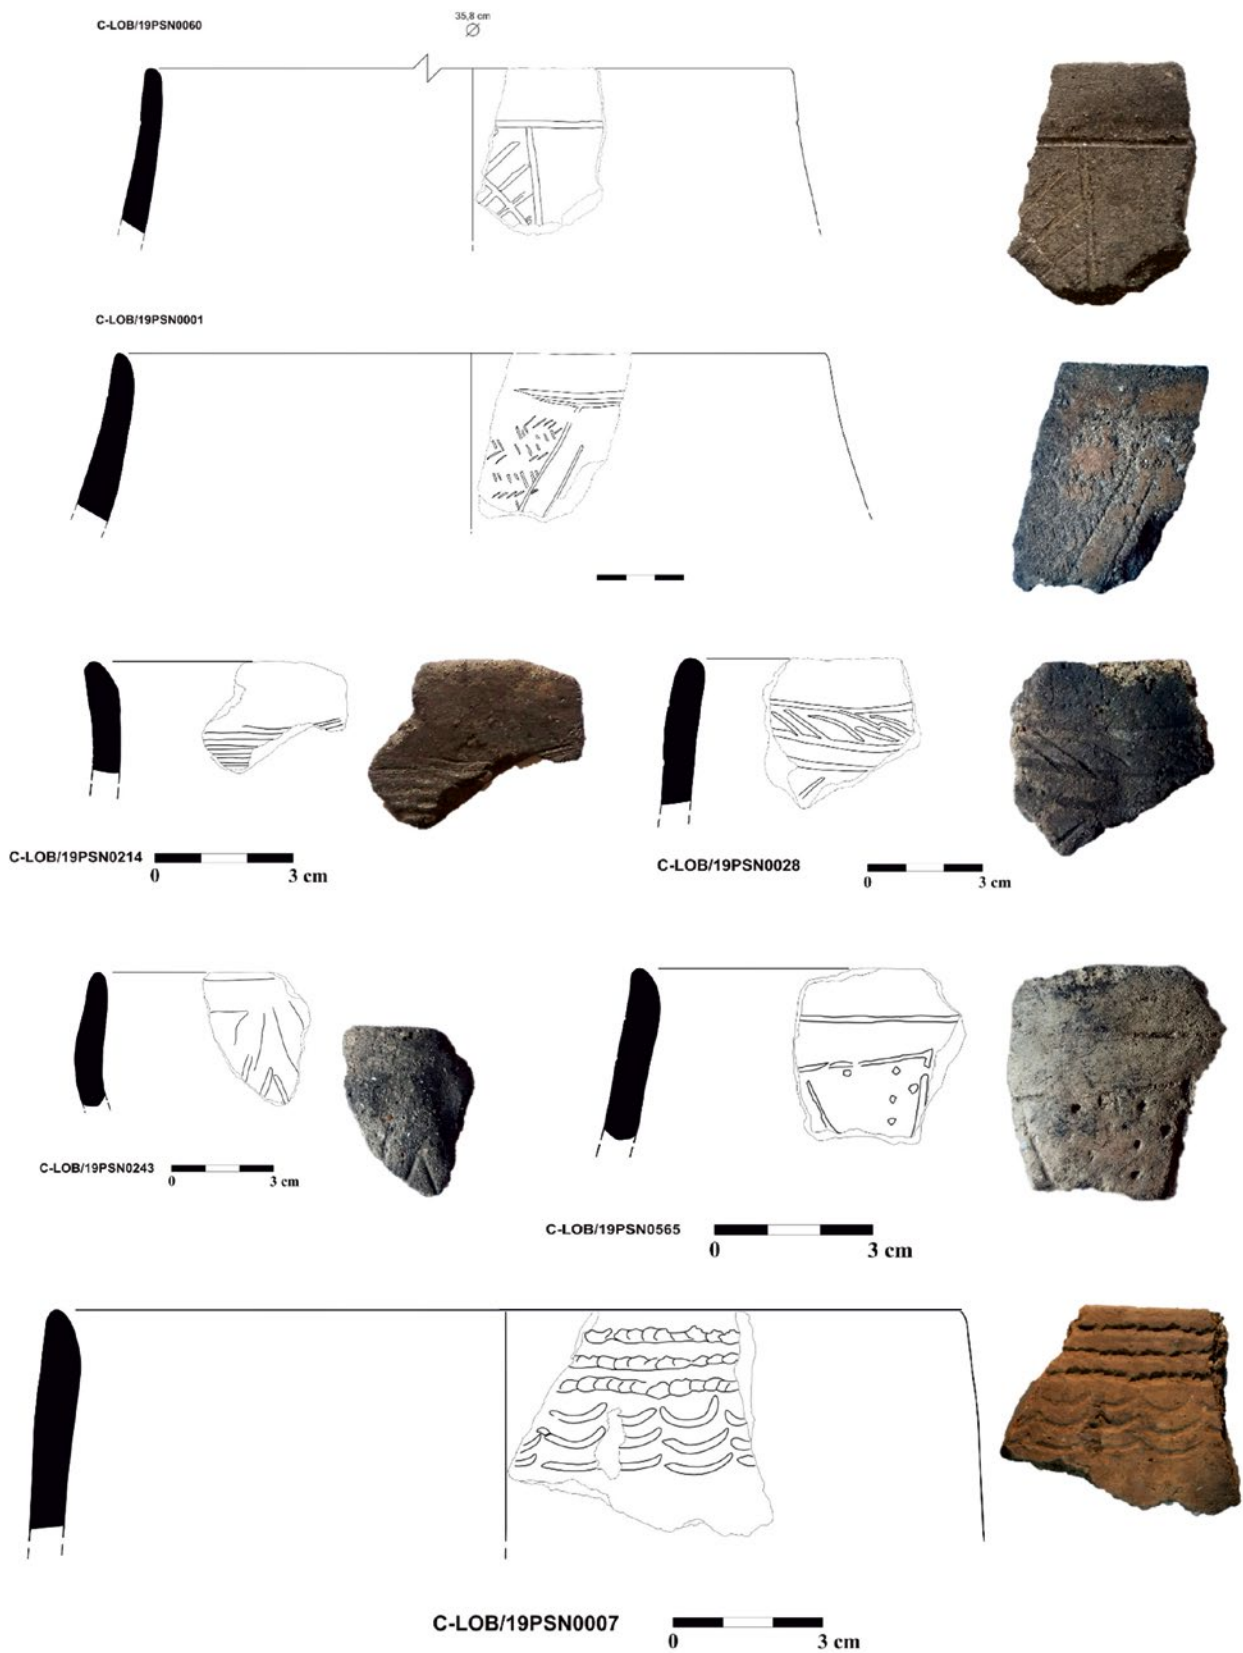 C-LOB/19PSN0060
35,8 cm
C-LOB/19PSN0001
C-LOB/19PSN0214
0 3 cm
C-LOB/19PSN0028
0 3 cm
C-LOB/19PSN0243
0 3 cm
C-LOB/19PSN0565
0 3 cm
C-LOB/19PSN0007
0 3 cm